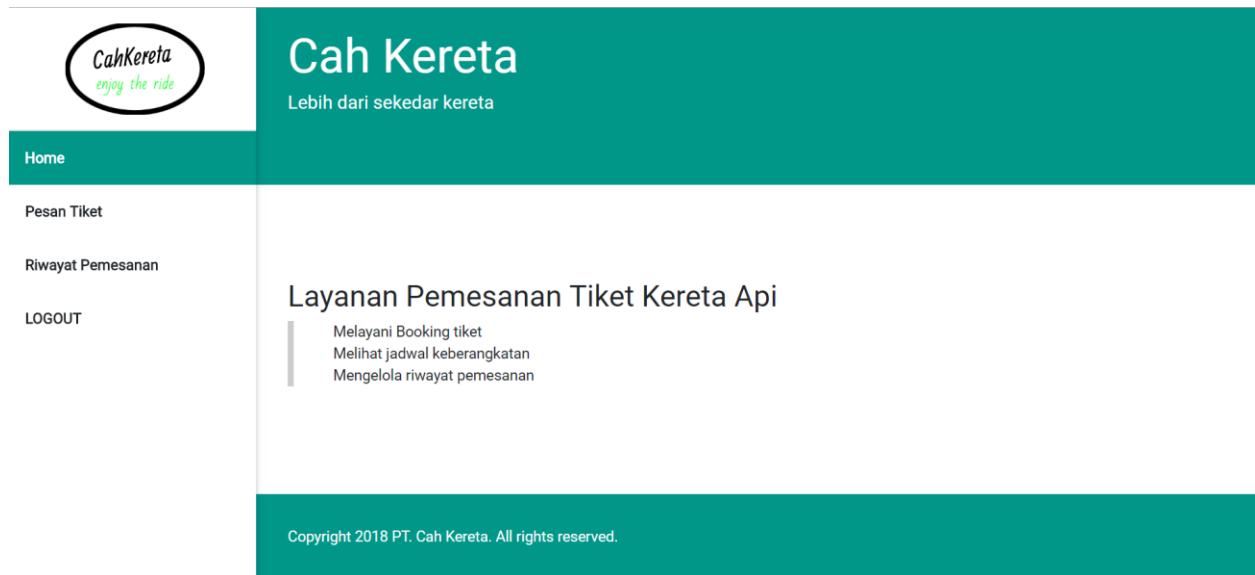 CahKereta
enjoy the ride
Home
Pesan Tiket
Riwayat Pemesanan
LOGOUT
Cah Kereta
Lebih dari sekedar kereta
Layanan Pemesanan Tiket Kereta Api
Melayani Booking tiket
Melihat jadwal keberangkatan
Mengelola riwayat pemesanan
Copyright 2018 PT. Cah Kereta. All rights reserved.